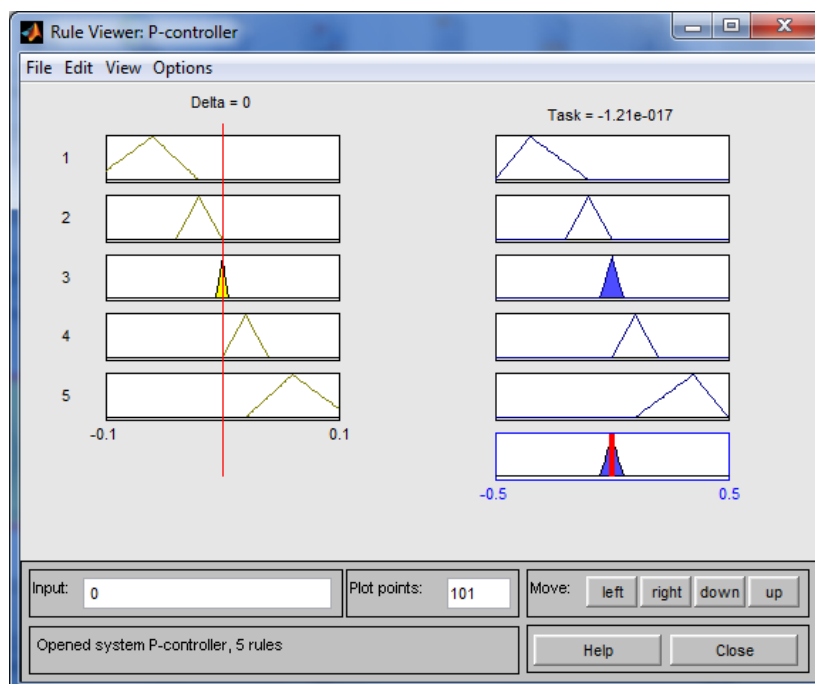 Rule Viewer: P-controller
File Edit View Options
Delta = 0
Task = -1.21e-017
1
2
3
4
5
-0.1 0.1
-0.5 0.5
Input: 0 Plot points: 101 Move: left right down up
Opened system P-controller, 5 rules Help Close